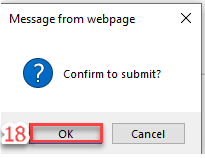 Message from webpage
Confirm to submit?
18 OK Cancel